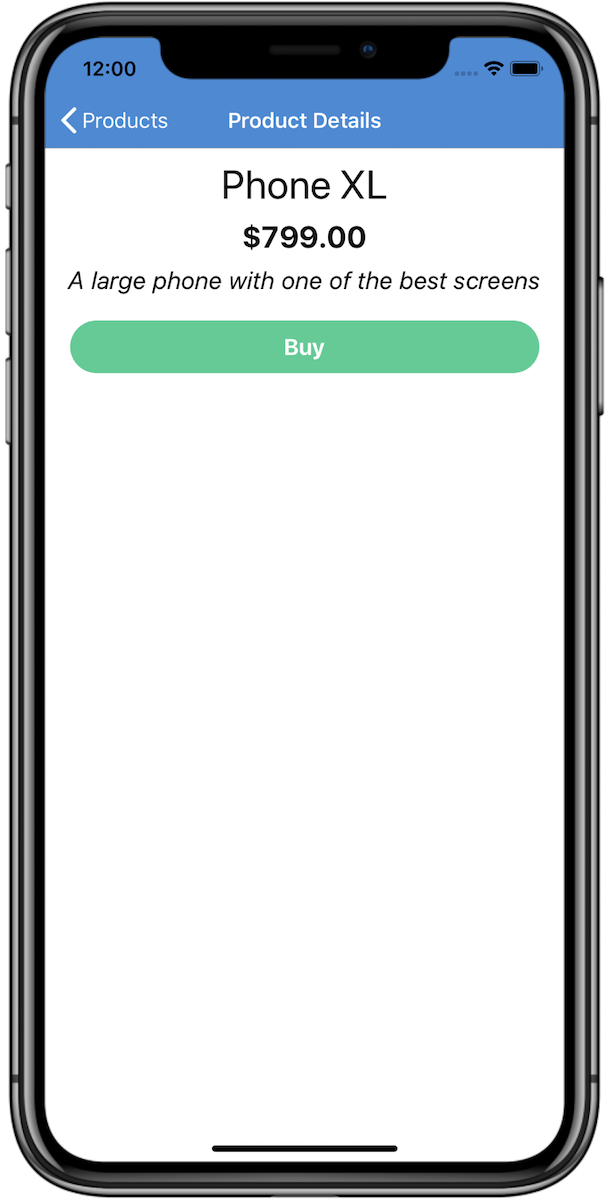 12:00
Products
Product Details
Phone XL
$799.00
A large phone with one of the best screens
Buy